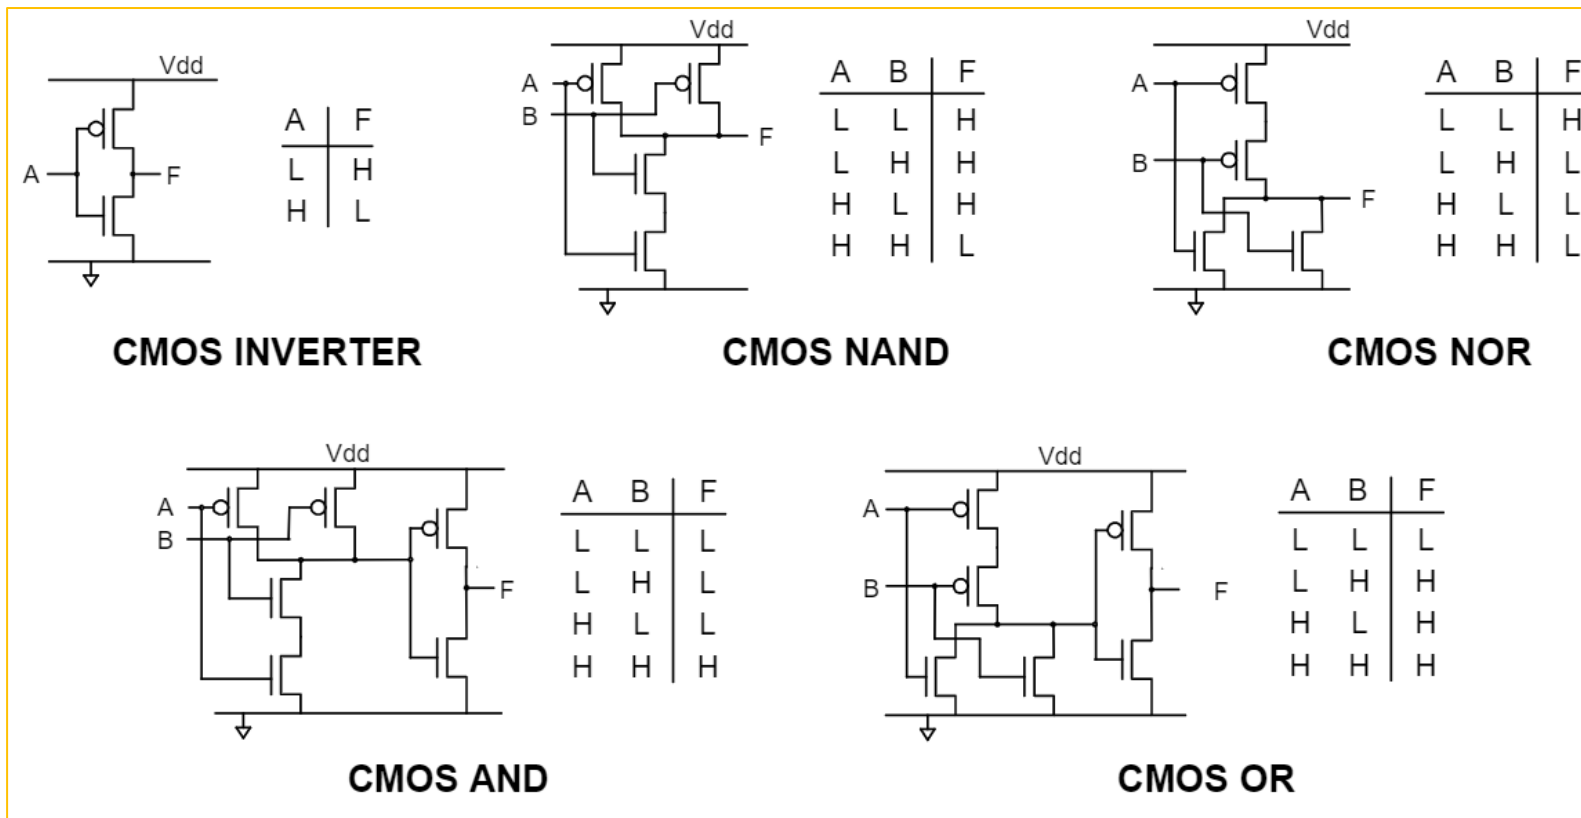 Vdd
A
F
A F
L H
H L
CMOS INVERTER
Vdd
A
B
F
A B F
L L H
L H H
H L H
H H L
CMOS NAND
Vdd
A
B
F
A B F
L L H
L H L
H L L
H H L
CMOS NOR
Vdd
A
B
F
A B F
L L L
L H L
H L L
H H H
CMOS AND
Vdd
A
B
F
A B F
L L L
L H H
H L H
H H H
CMOS OR